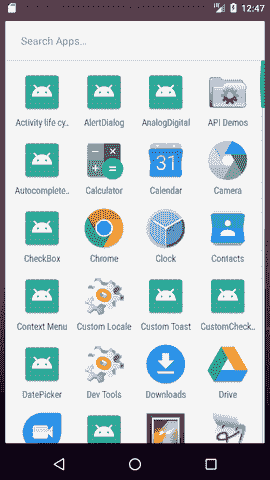 12:47
Search Apps...
Activity life cy..
AlertDialog
AnalogDigital
API Demos
Autocomplete..
Calculator
31
Calendar
Camera
CheckBox
Chrome
Clock
Contacts
Context Menu
Custom Locale
Custom Toast
CustomCheck..
DatePicker
Dev Tools
Downloads
Drive